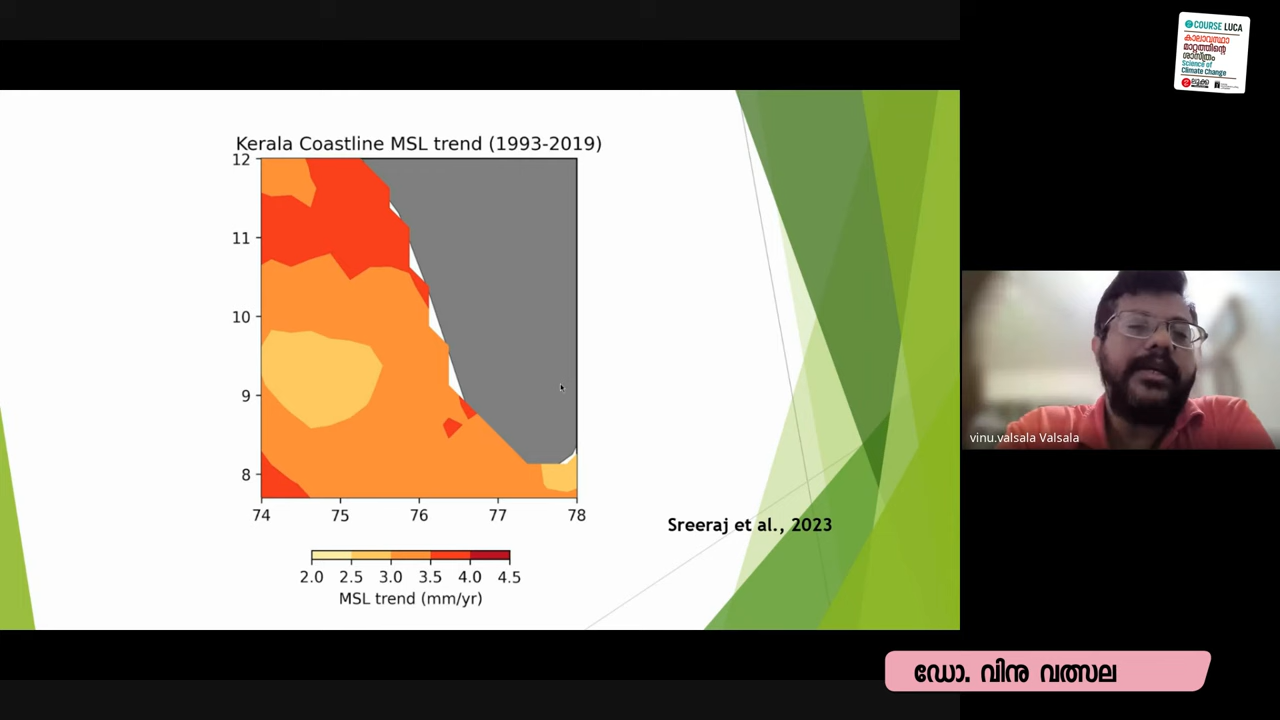 COURSE LUCA
കാലാവസ്ഥാ
മാറ്റത്തിന്റെ
ശാസ്ത്രം
Science of
Climate Change
ലൂക്ക
Kerala Coastline MSL trend (1993-2019)
12
11
10
9
8
74 75 76 77 78
2.0 2.5 3.0 3.5 4.0 4.5
MSL trend (mm/yr)
Sreeraj et al., 2023
vinu.valsala Valsala
ഡോ. വിനു വത്സല